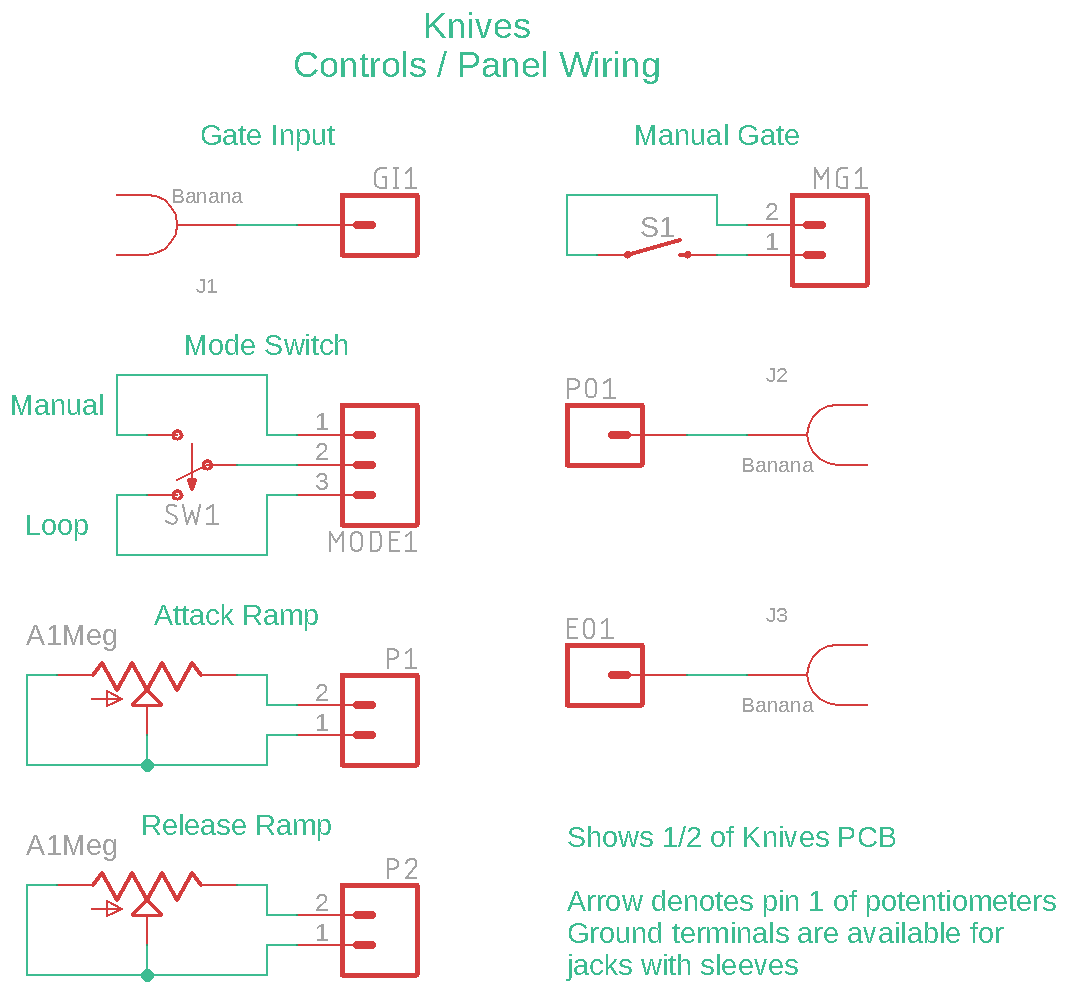 Knives
Controls / Panel Wiring
Gate Input
Banana
GI1
J1
Manual Gate
MG1
S1
2
1
Mode Switch
Manual
Loop
SW1
1
2
3
MODE1
PO1
J2
Banana
Attack Ramp
A1Meg
P1
2
1
EO1
J3
Banana
Release Ramp
A1Meg
P2
2
1
Shows 1/2 of Knives PCB
Arrow denotes pin 1 of potentiometers
Ground terminals are available for
jacks with sleeves